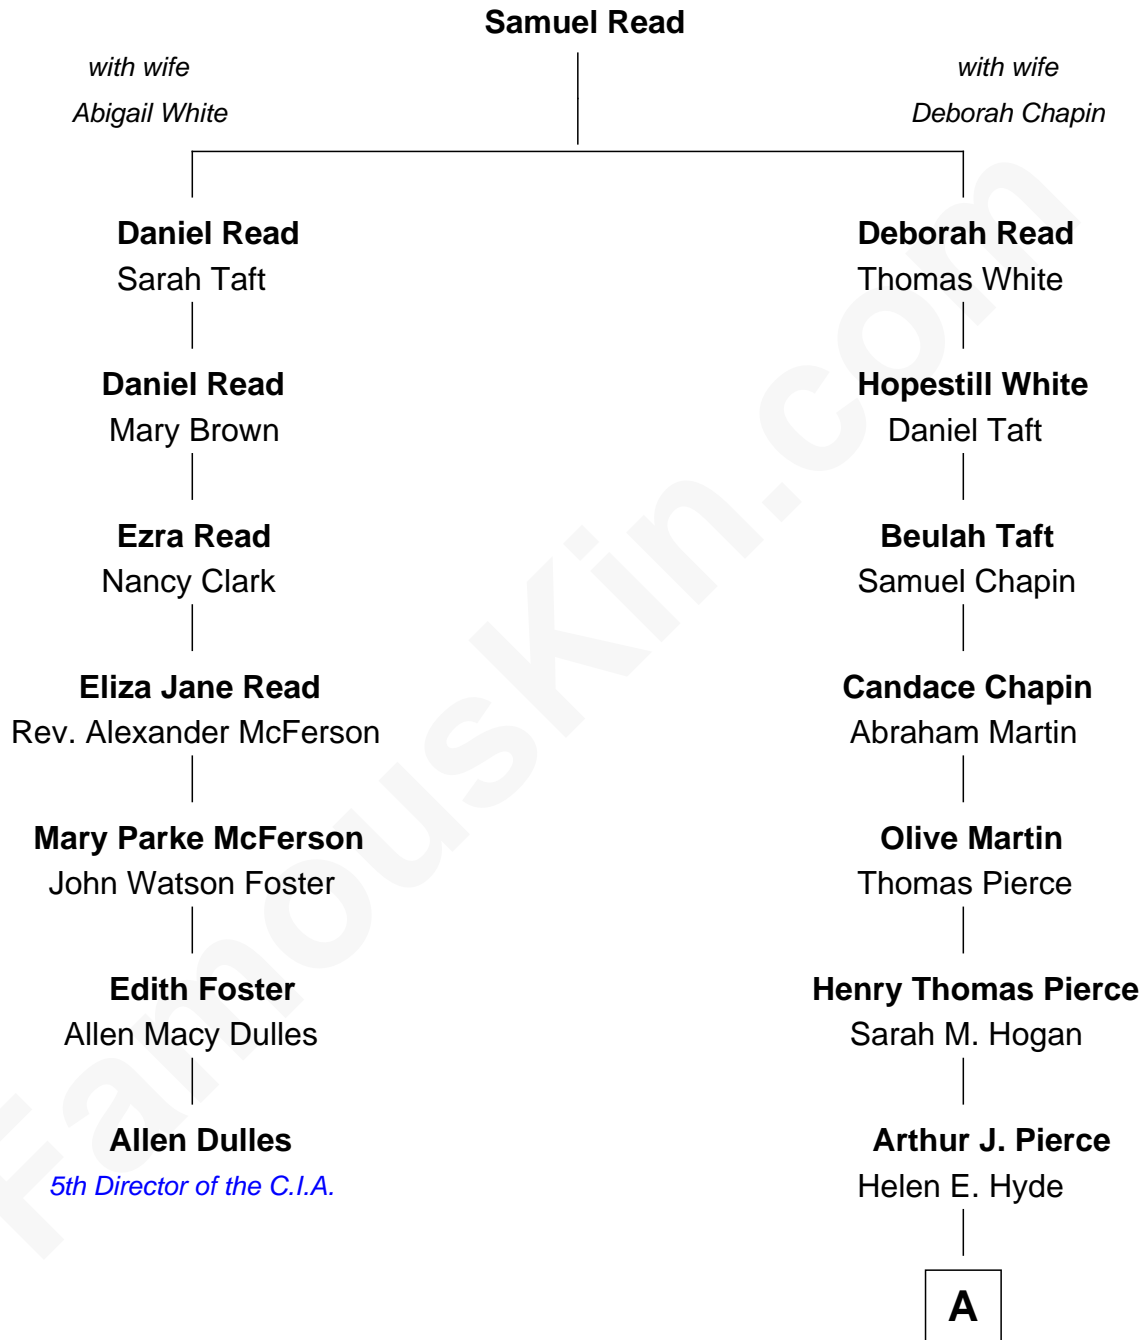 Samuel Read
with wife
Abigail White
with wife
Deborah Chapin
Daniel Read
Sarah Taft
Deborah Read
Thomas White
Daniel Read
Mary Brown
Hopestill White
Daniel Taft
Ezra Read
Nancy Clark
Beulah Taft
Samuel Chapin
Eliza Jane Read
Rev. Alexander McFerson
Candace Chapin
Abraham Martin
Mary Parke McFerson
John Watson Foster
Olive Martin
Thomas Pierce
Edith Foster
Allen Macy Dulles
Henry Thomas Pierce
Sarah M. Hogan
Allen Dulles
5th Director of the C.I.A.
Arthur J. Pierce
Helen E. Hyde
A
FamousKin.com